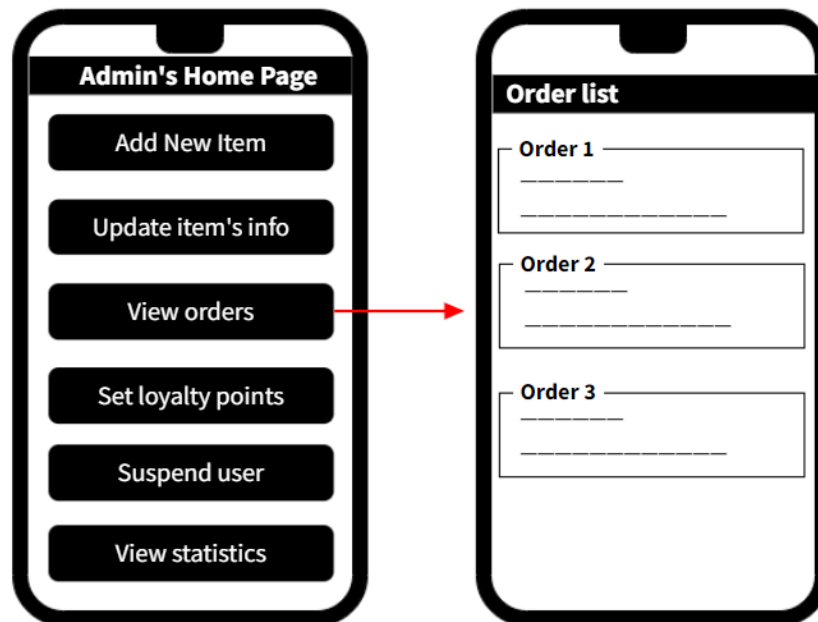 Admin's Home Page
Add New Item
Update item's info
View orders
Set loyalty points
Suspend user
View statistics
Order list
Order 1
Order 2
Order 3